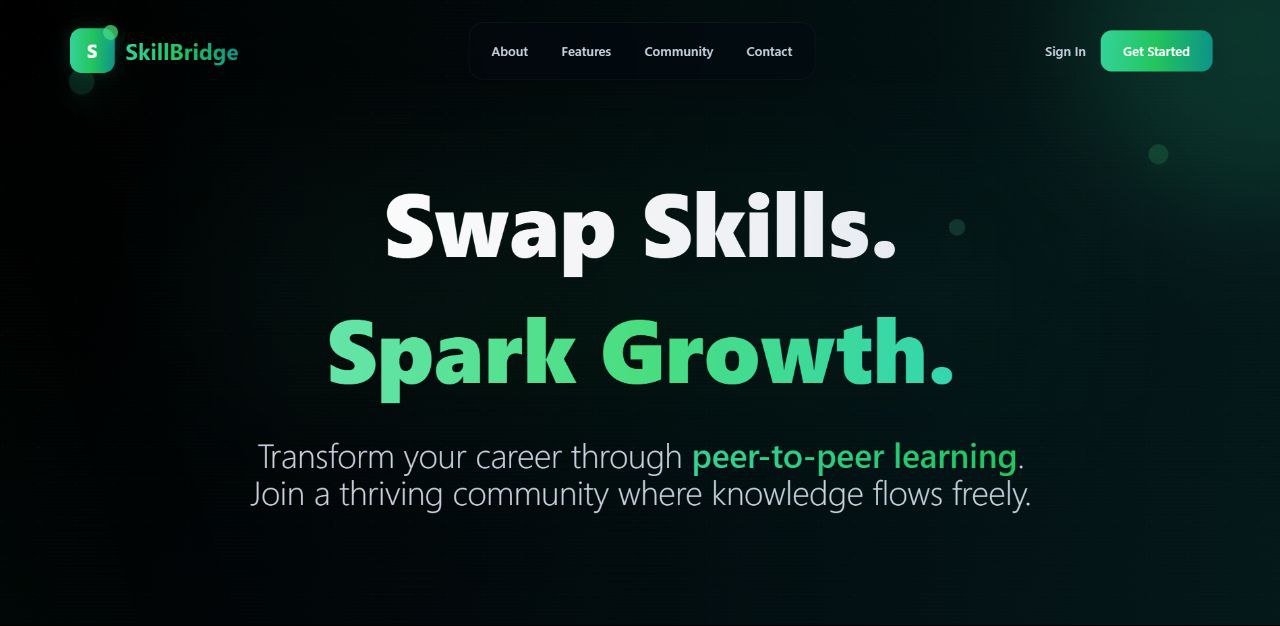 S
SkillBridge
About
Features
Community
Contact
Sign In
Get Started
Swap Skills.
Spark Growth.
Transform your career through peer-to-peer learning.
Join a thriving community where knowledge flows freely.